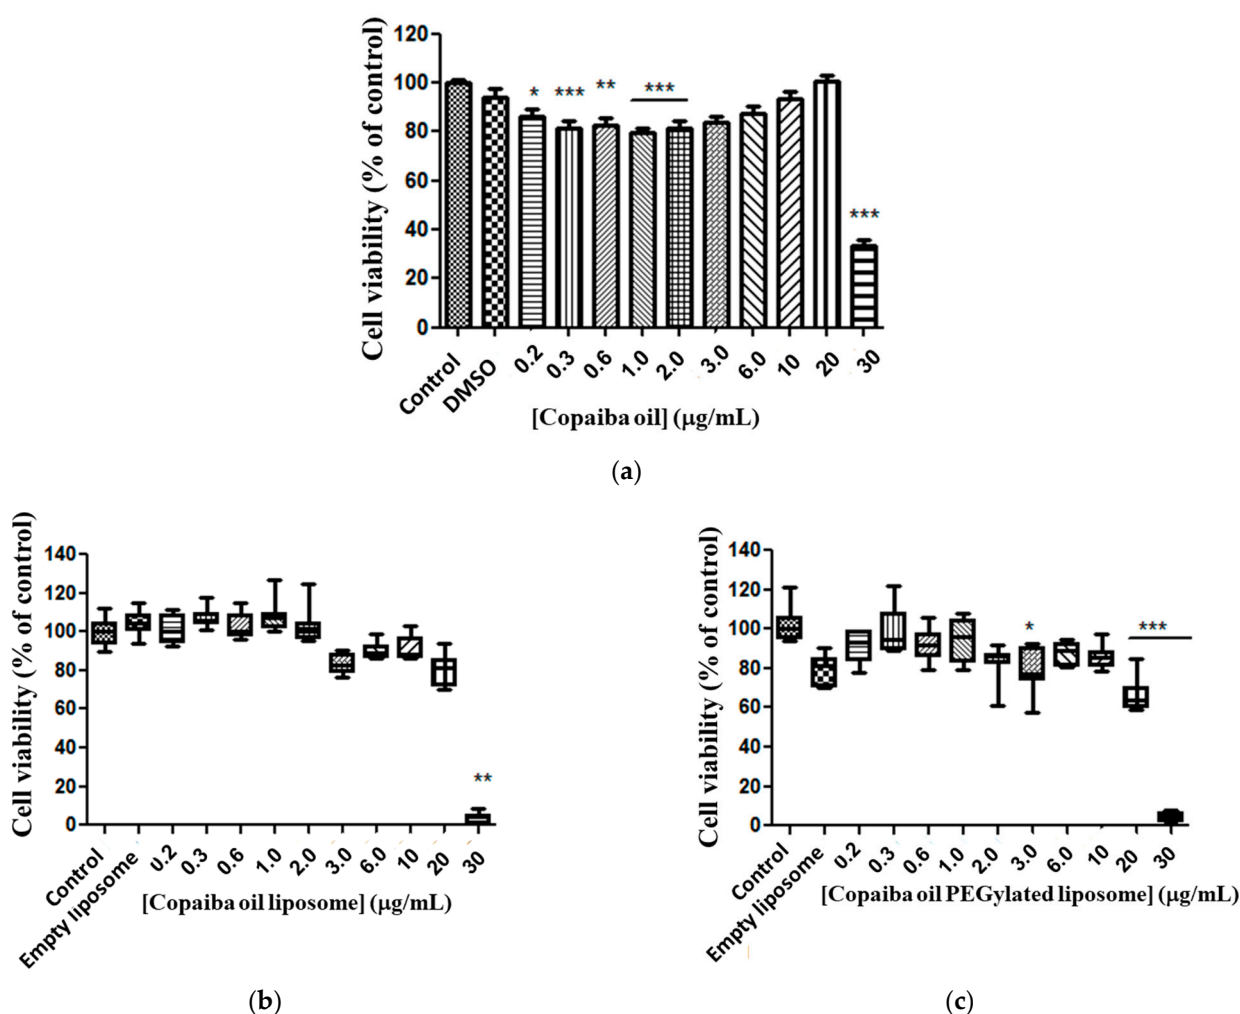 Cell viability (% of control)
120
100
80
60
40
20
0
* *** ** *** ***
Control DMSO 0.2 0.3 0.6 1.0 2.0 3.0 6.0 10 20 30
[Copaiba oil] (μg/mL)
(a)
Cell viability (% of control)
140
120
100
80
60
40
20
0
**
Control Empty liposome 0.2 0.3 0.6 1.0 2.0 3.0 6.0 10 20 30
[Copaiba oil liposome] (μg/mL)
(b)
Cell viability (% of control)
140
120
100
80
60
40
20
0
* ***
Control Empty liposome 0.2 0.3 0.6 1.0 2.0 3.0 6.0 10 20 30
[Copaiba oil PEGylated liposome] (μg/mL)
(c)